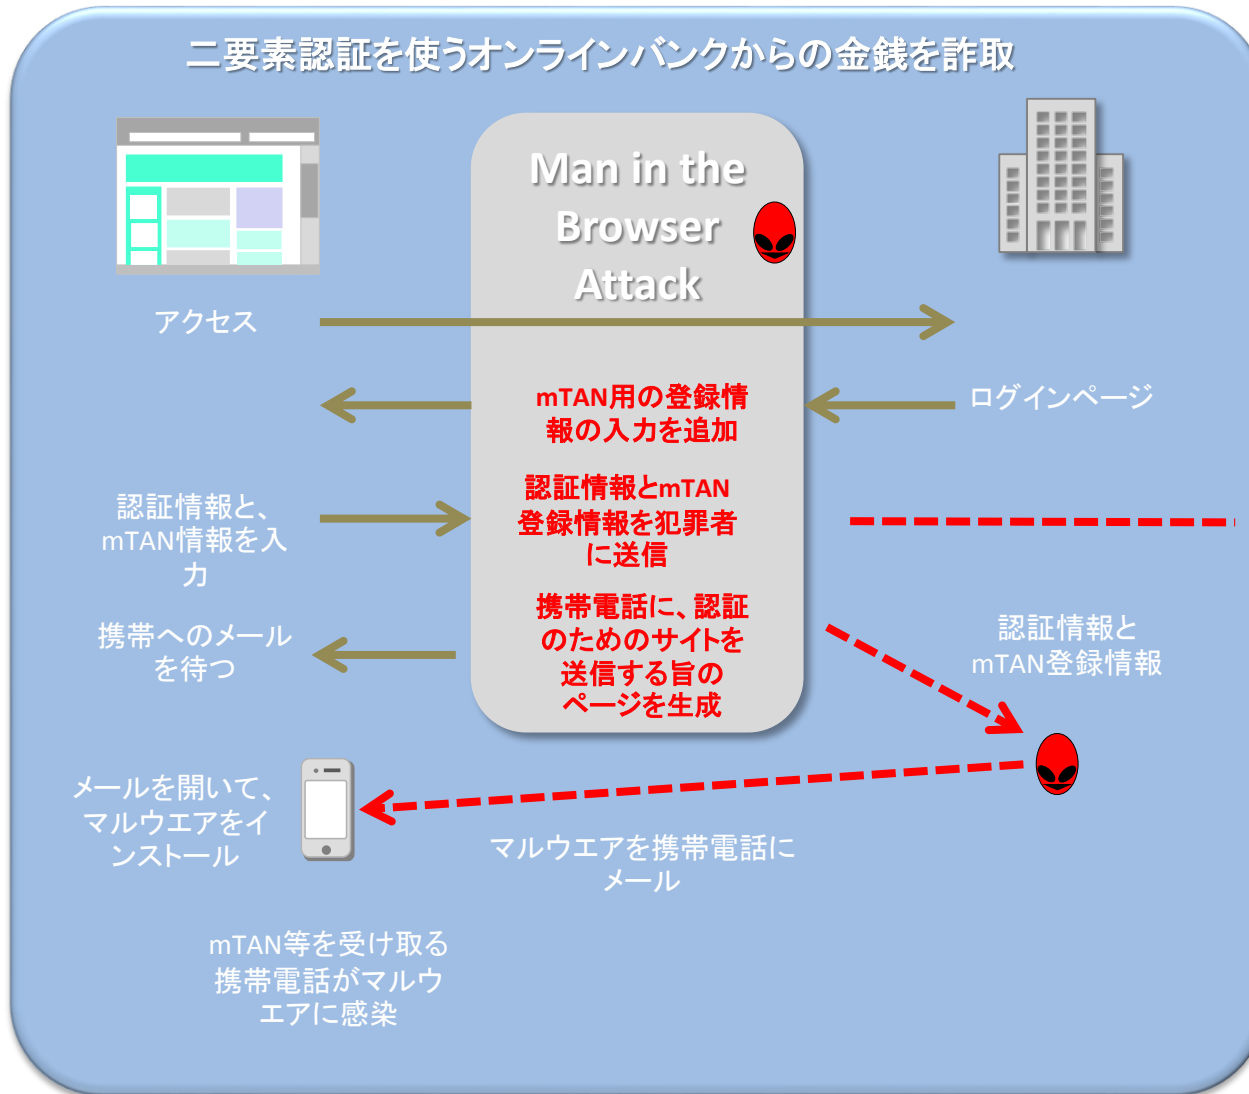 二要素認証を使うオンラインバンクからの金銭を詐取
Man in the
Browser
Attack
アクセス
mTAN用の登録情
報の入力を追加
ログインページ
認証情報と、
mTAN情報を入
力
認証情報とmTAN
登録情報を犯罪者
に送信
携帯へのメール
を待つ
携帯電話に、認証
のためのサイトを
送信する旨の
ページを生成
認証情報と
mTAN登録情報
メールを開いて、
マルウエアをイ
ンストール
マルウエアを携帯電話に
メール
mTAN等を受け取る
携帯電話がマルウ
エアに感染